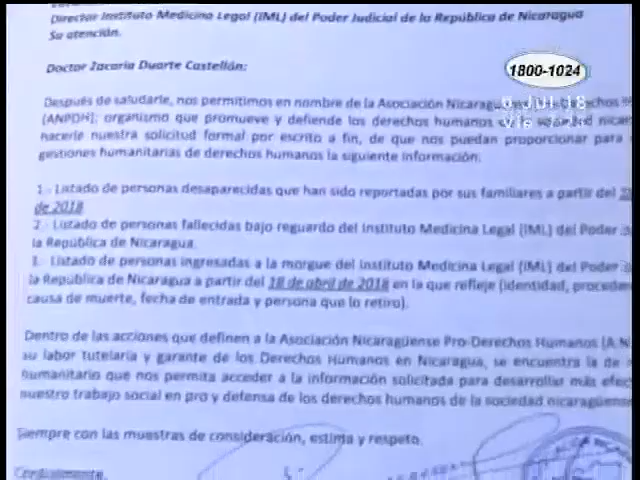 Director Instituto Medicina Legal (IML) del Poder Judicial de la República de Nicaragua
Su atención.
Doctor Zacaria Duarte Castellón:
1800-1024
Después de saludarle, nos permitimos en nombre de la Asociación
(ANPDH), organismo que promueve y defiende los derechos humanos
hacerle nuestra solicitud formal por escrito a fin, de que nos puedan proporcionar para
gestiones humanitarias de derechos humanos la siguiente información.
1.- Listado de personas desaparecidas que han sido reportadas por sus familiares a partir del
de 2018
2.- Listado de personas fallecidas bajo reguardo del Instituto Medicina Legal (IML) del Poder
la República de Nicaragua.
3.- Listado de personas ingresadas a la morgue del Instituto Medicina Legal (IML) del Poder
la República de Nicaragua a partir del 18 de abril de 2018 en la que refleje (identidad,
causa de muerte, fecha de entrada y persona que lo retiro).
Dentro de las acciones que definen a la Asociación Nicaragüense Pro-Derechos Humanos
su labor tutelaria y garante de los Derechos Humanos en Nicaragua, se encuentra la de
humanitario que nos permita acceder a la información solicitada para desarrollar más
nuestro trabajo social en pro y defensa de los derechos humanos de la sociedad nicaragüense
Siempre con las muestras de consideración, estima y respeto.
Cordialmente,